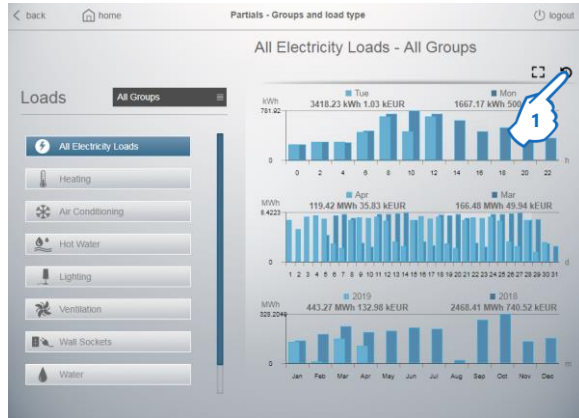 back
home
Partials - Groups and load type
logout
All Electricity Loads - All Groups
Loads
All Groups
All Electricity Loads
Heating
Air Conditioning
Hot Water
Lighting
Ventilation
Wall Sockets
Water
kWh
Tue
Mon
781.92
3418.23 kWh 1.03 kEUR
1667.17 kWh 500
1
0
0 2 4 6 8 10 12 14 16 18 20 22 h
MWh
Apr
Mar
8.4223
119.42 MWh 35.83 kEUR
166.48 MWh 49.94 kEUR
0
1 2 3 4 5 6 7 8 9 10 11 12 13 14 15 16 17 18 19 20 21 22 23 24 25 26 27 28 29 30 31 d
MWh
2019
2018
328.2048
443.27 MWh 132.98 kEUR
2468.41 MWh 740.52 kEUR
0
Jan Feb Mar Apr May Jun Jul Aug Sep Oct Nov Dec m